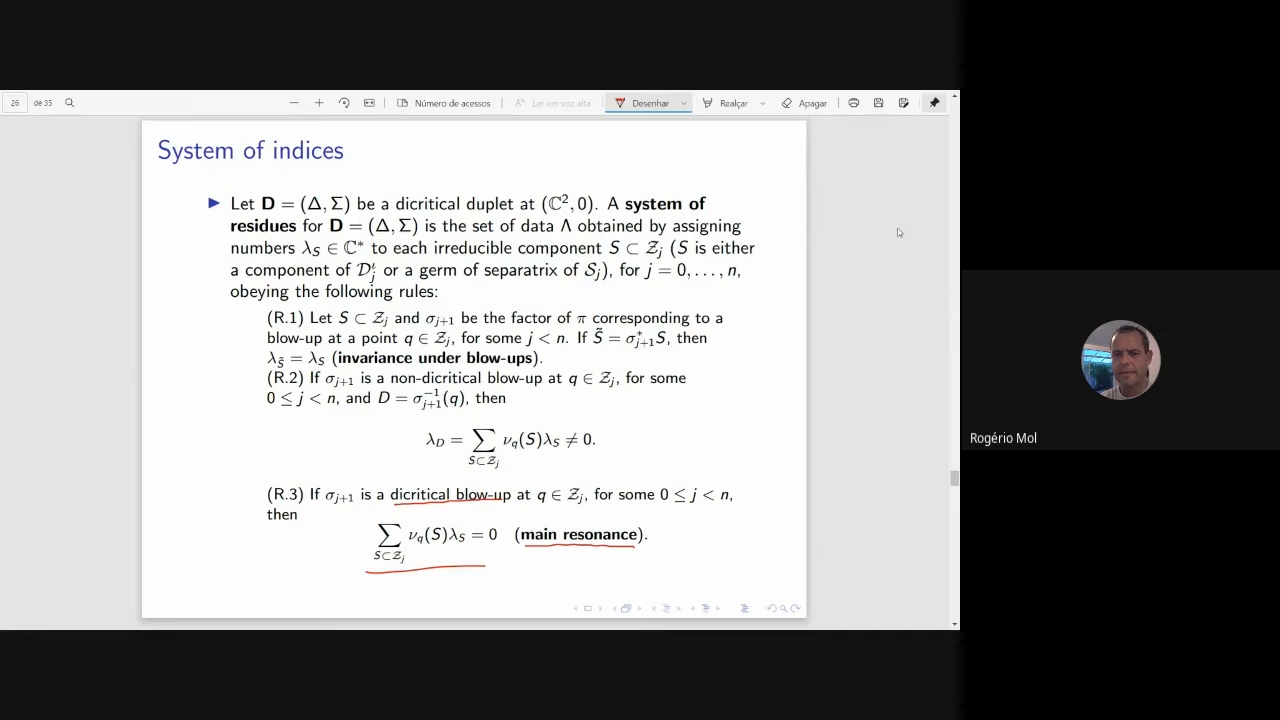 26 de 35 Número de acessos Ler em voz alta Desenhar Realçar Apagar
System of indices
▶ Let D = (Δ, Σ) be a dicritical duplet at (ℂ², 0). A system of
residues for D = (Δ, Σ) is the set of data Λ obtained by assigning
numbers λ_S ∈ ℂ* to each irreducible component S ⊂ 𝒵_j (S is either
a component of 𝒟_j^ι or a germ of separatrix of 𝒮_j), for j = 0, . . . , n,
obeying the following rules:
(R.1) Let S ⊂ 𝒵_j and σ_{j+1} be the factor of π corresponding to a
blow-up at a point q ∈ 𝒵_j, for some j < n. If S̃ = σ*_{j+1}S, then
λ_S̃ = λ_S (invariance under blow-ups).
(R.2) If σ_{j+1} is a non-dicritical blow-up at q ∈ 𝒵_j, for some
0 ≤ j < n, and D = σ_{j+1}^{−1}(q), then
λ_D = ∑_{S⊂𝒵_j} ν_q(S)λ_S ≠ 0.
(R.3) If σ_{j+1} is a dicritical blow-up at q ∈ 𝒵_j, for some 0 ≤ j < n,
then
∑_{S⊂𝒵_j} ν_q(S)λ_S = 0 (main resonance).
Rogério Mol